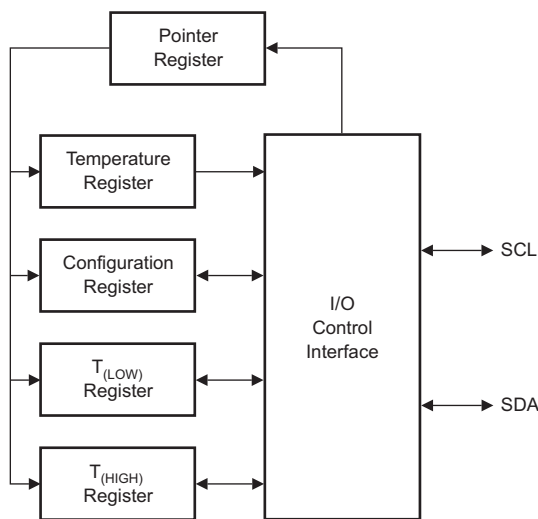 Pointer
Register
Temperature
Register
Configuration
Register
T(LOW)
Register
T(HIGH)
Register
I/O
Control
Interface
SCL
SDA